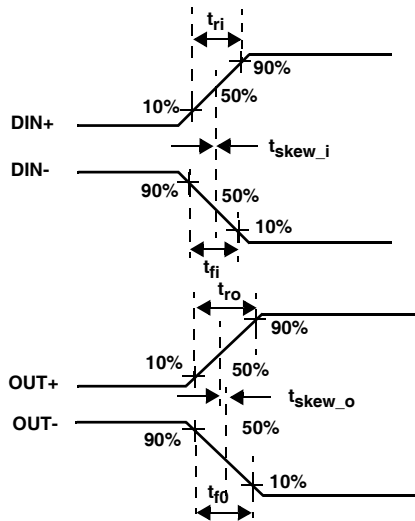 tri
90%
10%
50%
DIN+
tskew_i
DIN-
90%
50%
10%
tfi
tro
90%
10%
50%
OUT+
tskew_o
OUT-
90%
50%
10%
tf0